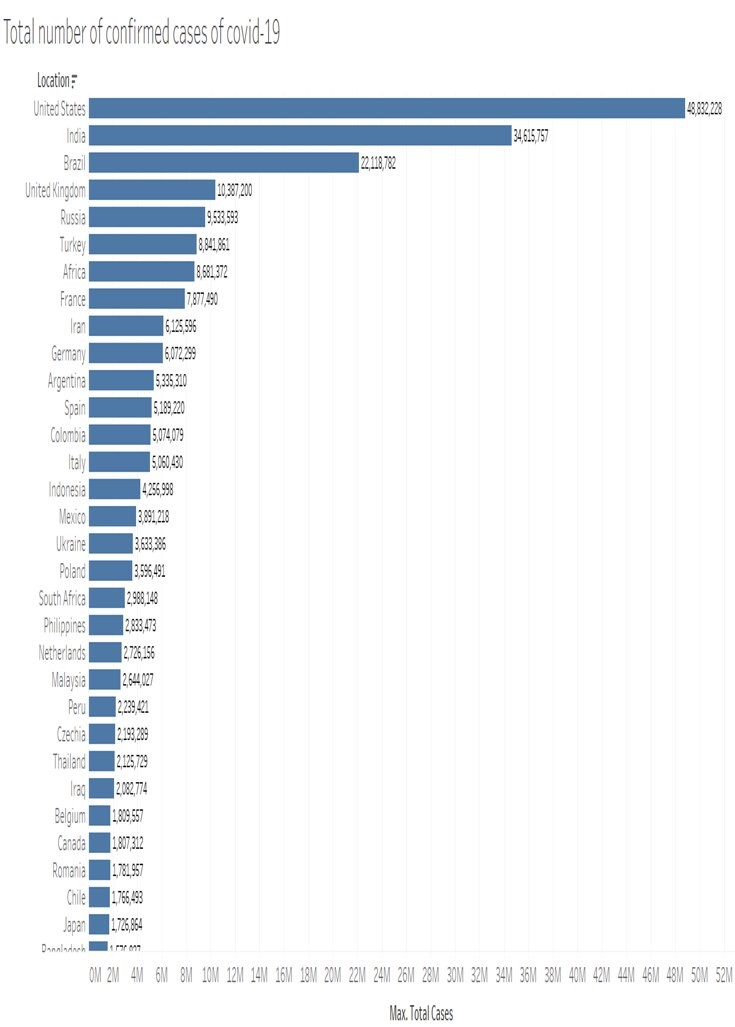 Total number of confirmed cases of covid-19
Location
United States 48,832,228
India 34,615,757
Brazil 22,118,782
United Kingdom 10,387,200
Russia 9,533,593
Turkey 8,841,861
Africa 8,681,372
France 7,877,490
Iran 6,125,596
Germany 6,072,299
Argentina 5,335,310
Spain 5,189,220
Colombia 5,074,079
Italy 5,060,430
Indonesia 4,256,998
Mexico 3,891,218
Ukraine 3,633,386
Poland 3,596,491
South Africa 2,988,148
Philippines 2,833,473
Netherlands 2,726,156
Malaysia 2,644,027
Peru 2,239,421
Czechia 2,193,289
Thailand 2,125,729
Iraq 2,082,774
Belgium 1,809,557
Canada 1,807,312
Romania 1,781,957
Chile 1,766,493
Japan 1,726,864
Bangladesh
0M 2M 4M 6M 8M 10M 12M 14M 16M 18M 20M 22M 24M 26M 28M 30M 32M 34M 36M 38M 40M 42M 44M 46M 48M 50M 52M
Max. Total Cases